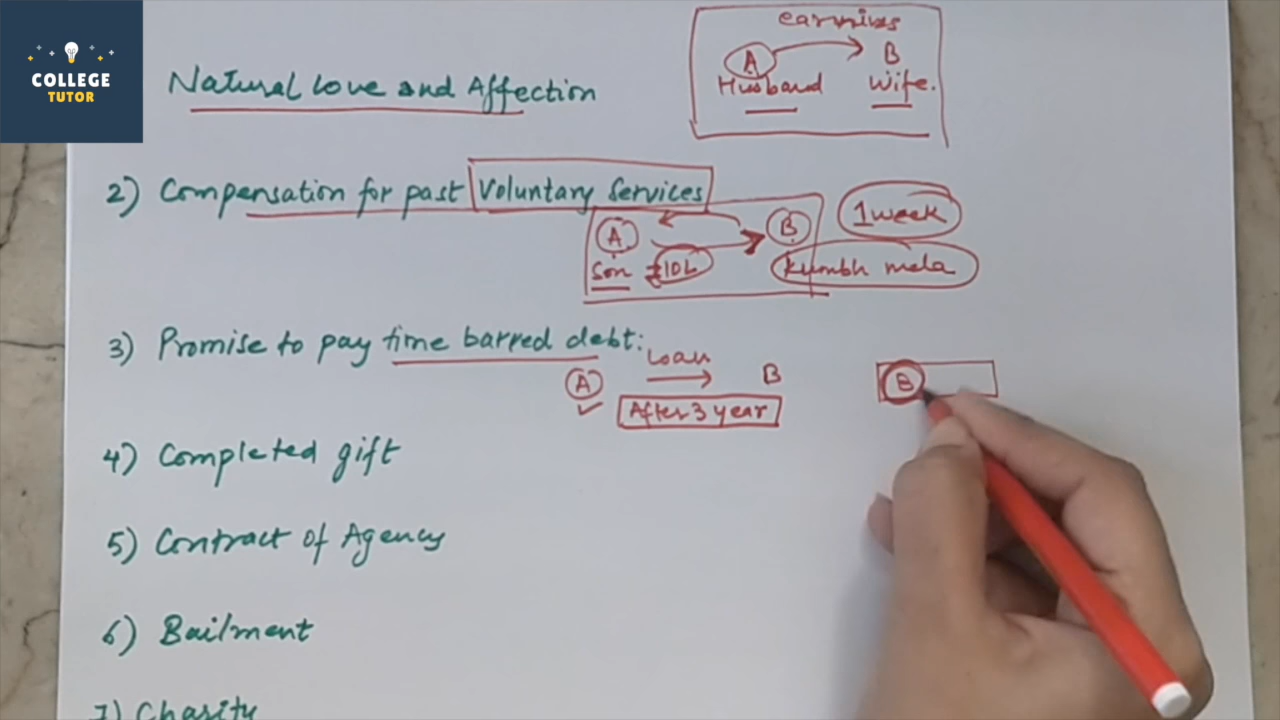 COLLEGE
TUTOR
earnings
A B
Husband Wife.
Natural Love and Affection
2) Compensation for past Voluntary Services
1 week
A B
Son ₹10L Kumbh mela
3) Promise to pay time barred debt:
Loan
A B B
After 3 year
4) Completed gift
5) Contract of Agency
6) Bailment
7) Charity